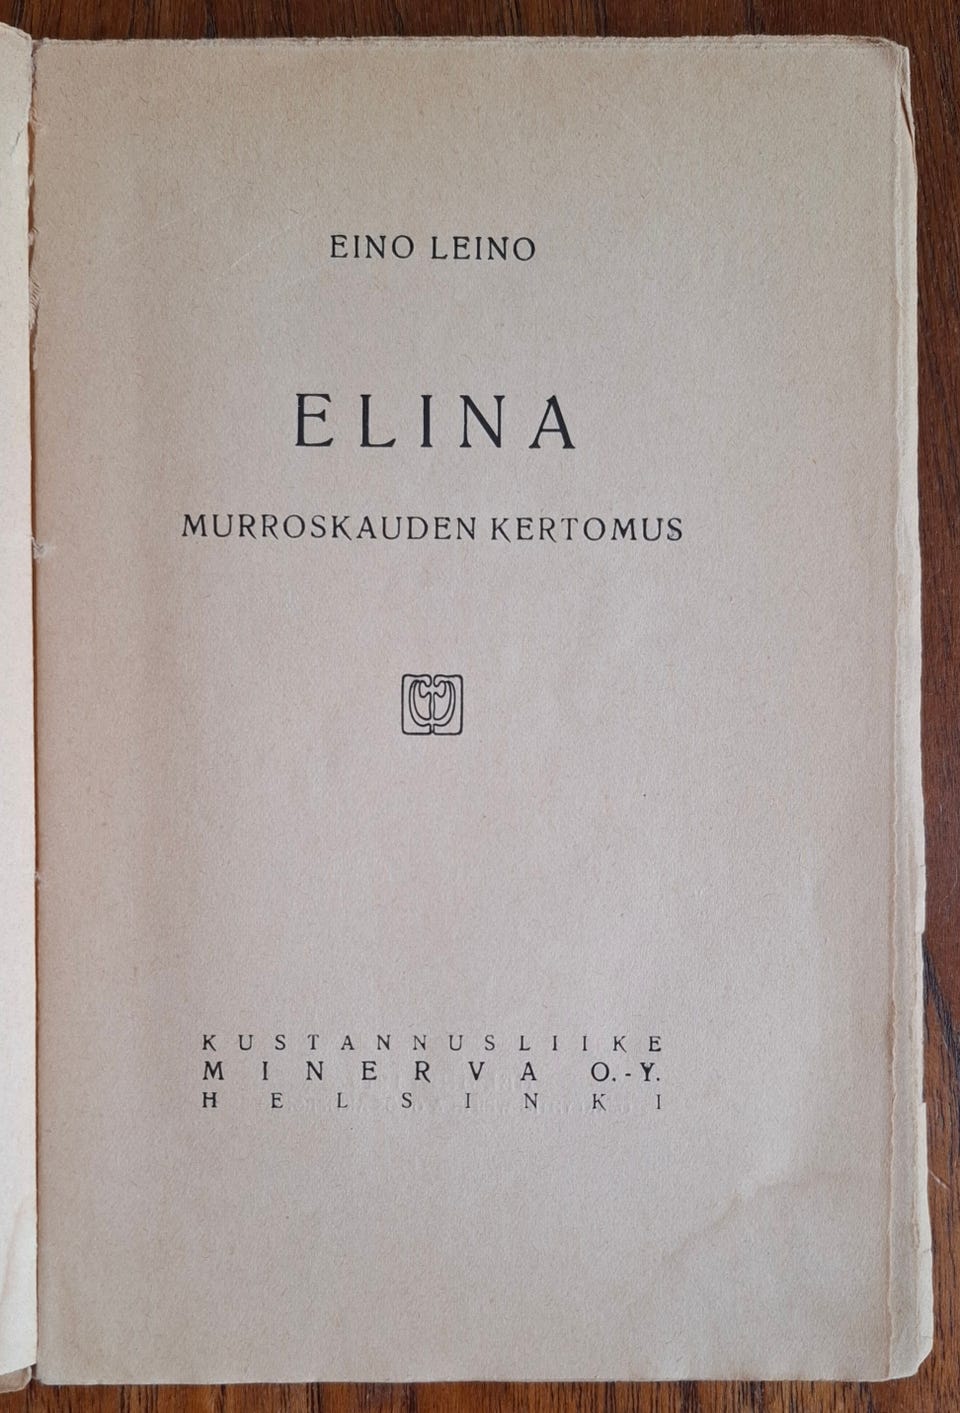 EINO LEINO
ELINA
MURROSKAUDEN KERTOMUS
KUSTANNUSLIIKE
MINERVA O.-Y.
HELSINKI